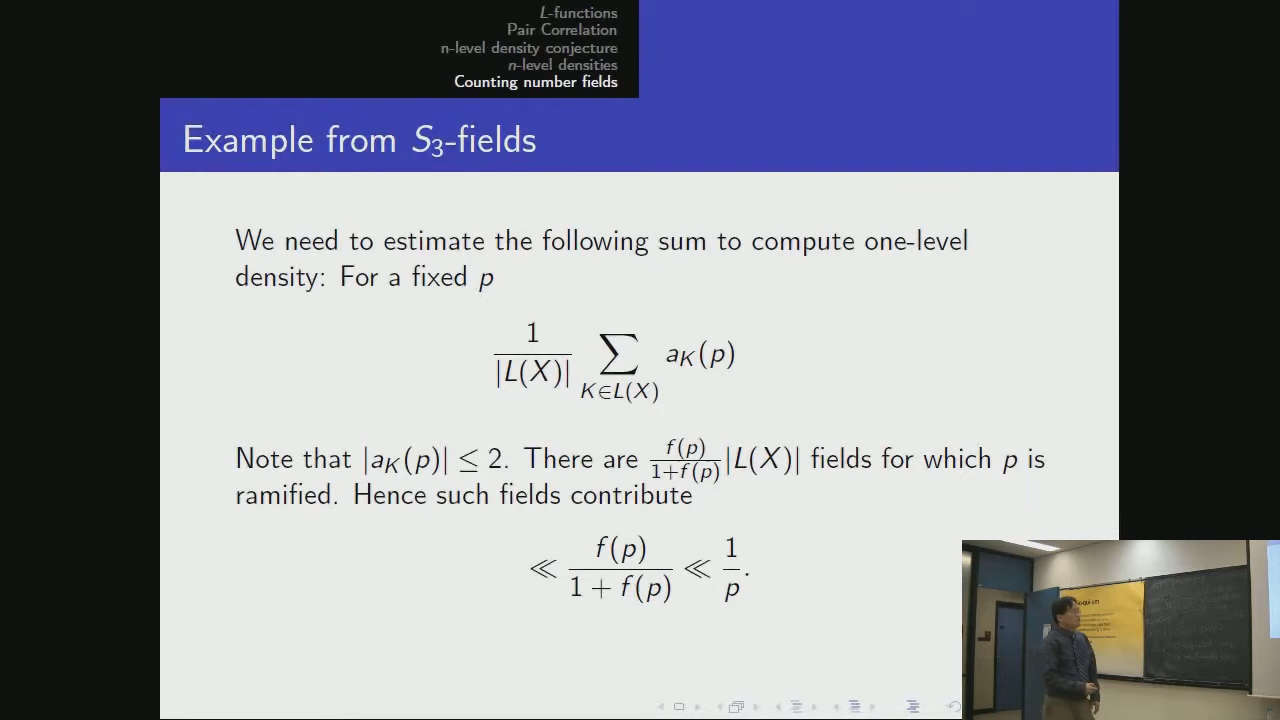 L-functions
Pair Correlation
n-level density conjecture
n-level densities
Counting number fields
Example from S₃-fields
We need to estimate the following sum to compute one-level
density: For a fixed p
1/|L(X)| ∑_{K∈L(X)} a_K(p)
Note that |a_K(p)| ≤ 2. There are f(p)/(1+f(p)) |L(X)| fields for which p is
ramified. Hence such fields contribute
≪ f(p)/(1 + f(p)) ≪ 1/p.